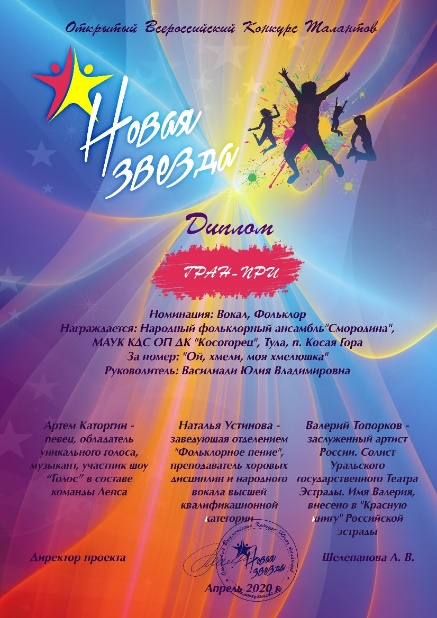 Открытый Всероссийский Конкурс Талантов
Новая
звезда
Диплом
ГРАН-ПРИ
Номинация: Вокал, Фольклор
Награждается: Народный фольклорный ансамбль"Смородина",
МАУК КДС ОП ДК "Косогорец", Тула, п. Косая Гора
За номер: "Ой, хмели, моя хмелюшка"
Руководитель: Василиали Юлия Владимировна
Артем Каторгин -
певец, обладатель
уникального голоса,
музыкант, участник шоу
"Голос" в составе
команды Лепса
Наталья Устинова -
заведующая отделением
"Фольклорное пение",
преподаватель хоровых
дисциплин и народного
вокала высшей
квалификационной
категории
Валерий Топорков -
заслуженный артист
России. Солист
Уральского
государственного Театра
Эстрады. Имя Валерия,
внесено в "Красную
книгу" Российской
эстрады
Директор проекта
Новая
звезда
Шелепанова Л. В.
Апрель 2020 г